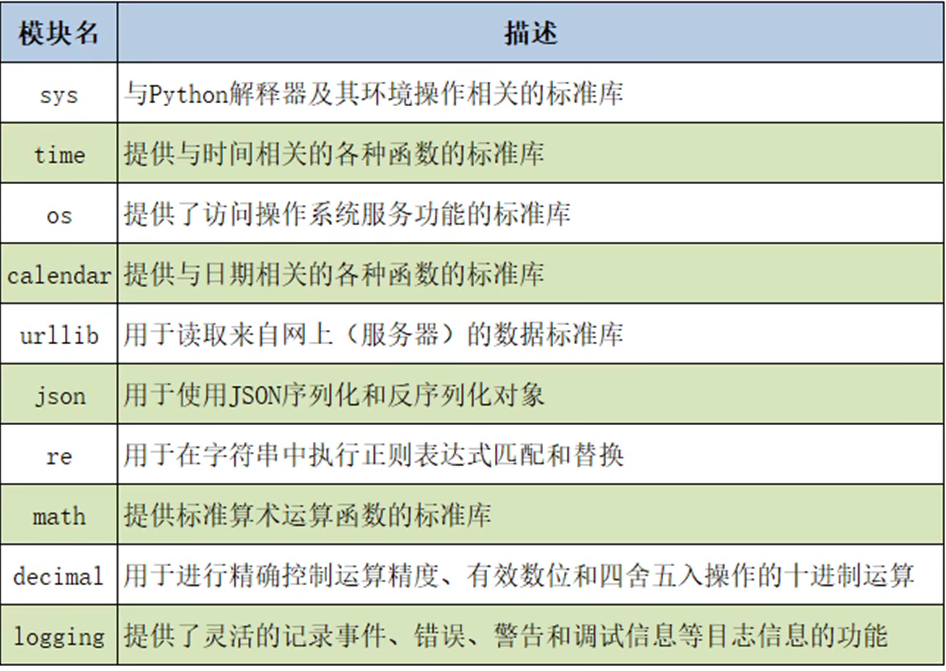 模块名 描述
sys 与Python解释器及其环境操作相关的标准库
time 提供与时间相关的各种函数的标准库
os 提供了访问操作系统服务功能的标准库
calendar 提供与日期相关的各种函数的标准库
urllib 用于读取来自网上（服务器）的数据标准库
json 用于使用JSON序列化和反序列化对象
re 用于在字符串中执行正则表达式匹配和替换
math 提供标准算术运算函数的标准库
decimal 用于进行精确控制运算精度、有效数位和四舍五入操作的十进制运算
logging 提供了灵活的记录事件、错误、警告和调试信息等目志信息的功能